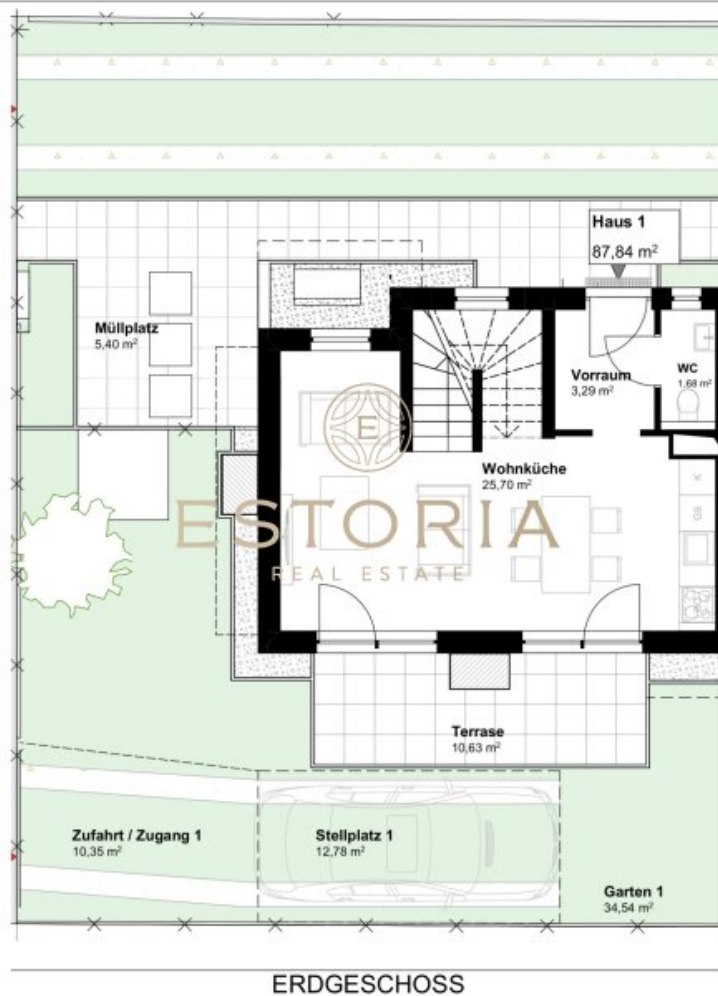 Haus 1
87,84 m²
Müllplatz
5,40 m²
Vorraum
3,29 m²
WC
1,68 m²
E
Wohnküche
25,70 m²
K
GS
ESTORIA
REAL ESTATE
Terrasse
10,63 m²
Zufahrt / Zugang 1
10,35 m²
Stellplatz 1
12,78 m²
Garten 1
34,54 m²
ERDGESCHOSS